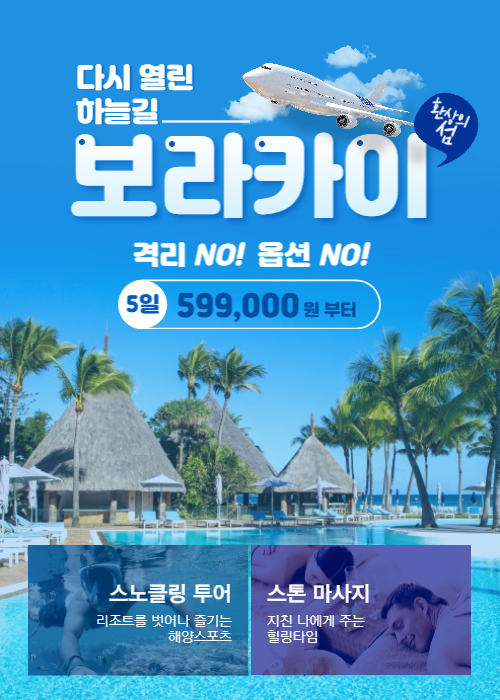 다시 열린
하늘길
환상의
섬
보라카이
격리 NO! 옵션 NO!
5일 599,000원 부터
스노클링 투어
리조트를 벗어나 즐기는
해양스포츠
스톤 마사지
지친 나에게 주는
힐링타임